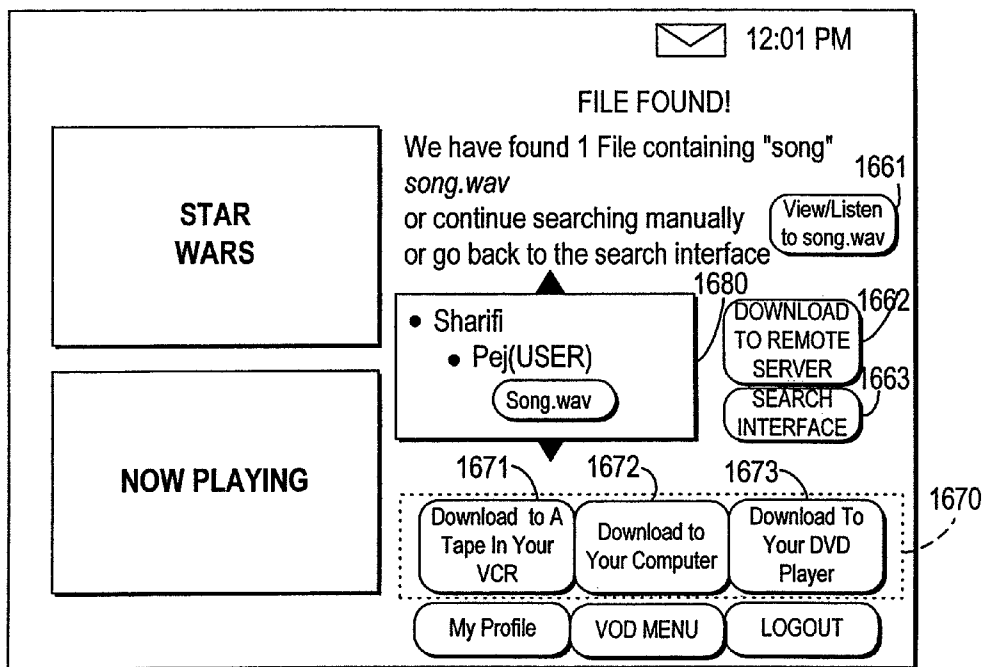 12:01 PM
FILE FOUND!
We have found 1 File containing "song"
song.wav
or continue searching manually
or go back to the search interface
1661
View/Listen
to song.wav
STAR
WARS
1680
• Sharifi
• Pej(USER)
Song.wav
1662
DOWNLOAD
TO REMOTE
SERVER
1663
SEARCH
INTERFACE
NOW PLAYING
1671
1672
1673
1670
Download to A
Tape In Your
VCR
Download to
Your Computer
Download To
Your DVD
Player
My Profile
VOD MENU
LOGOUT